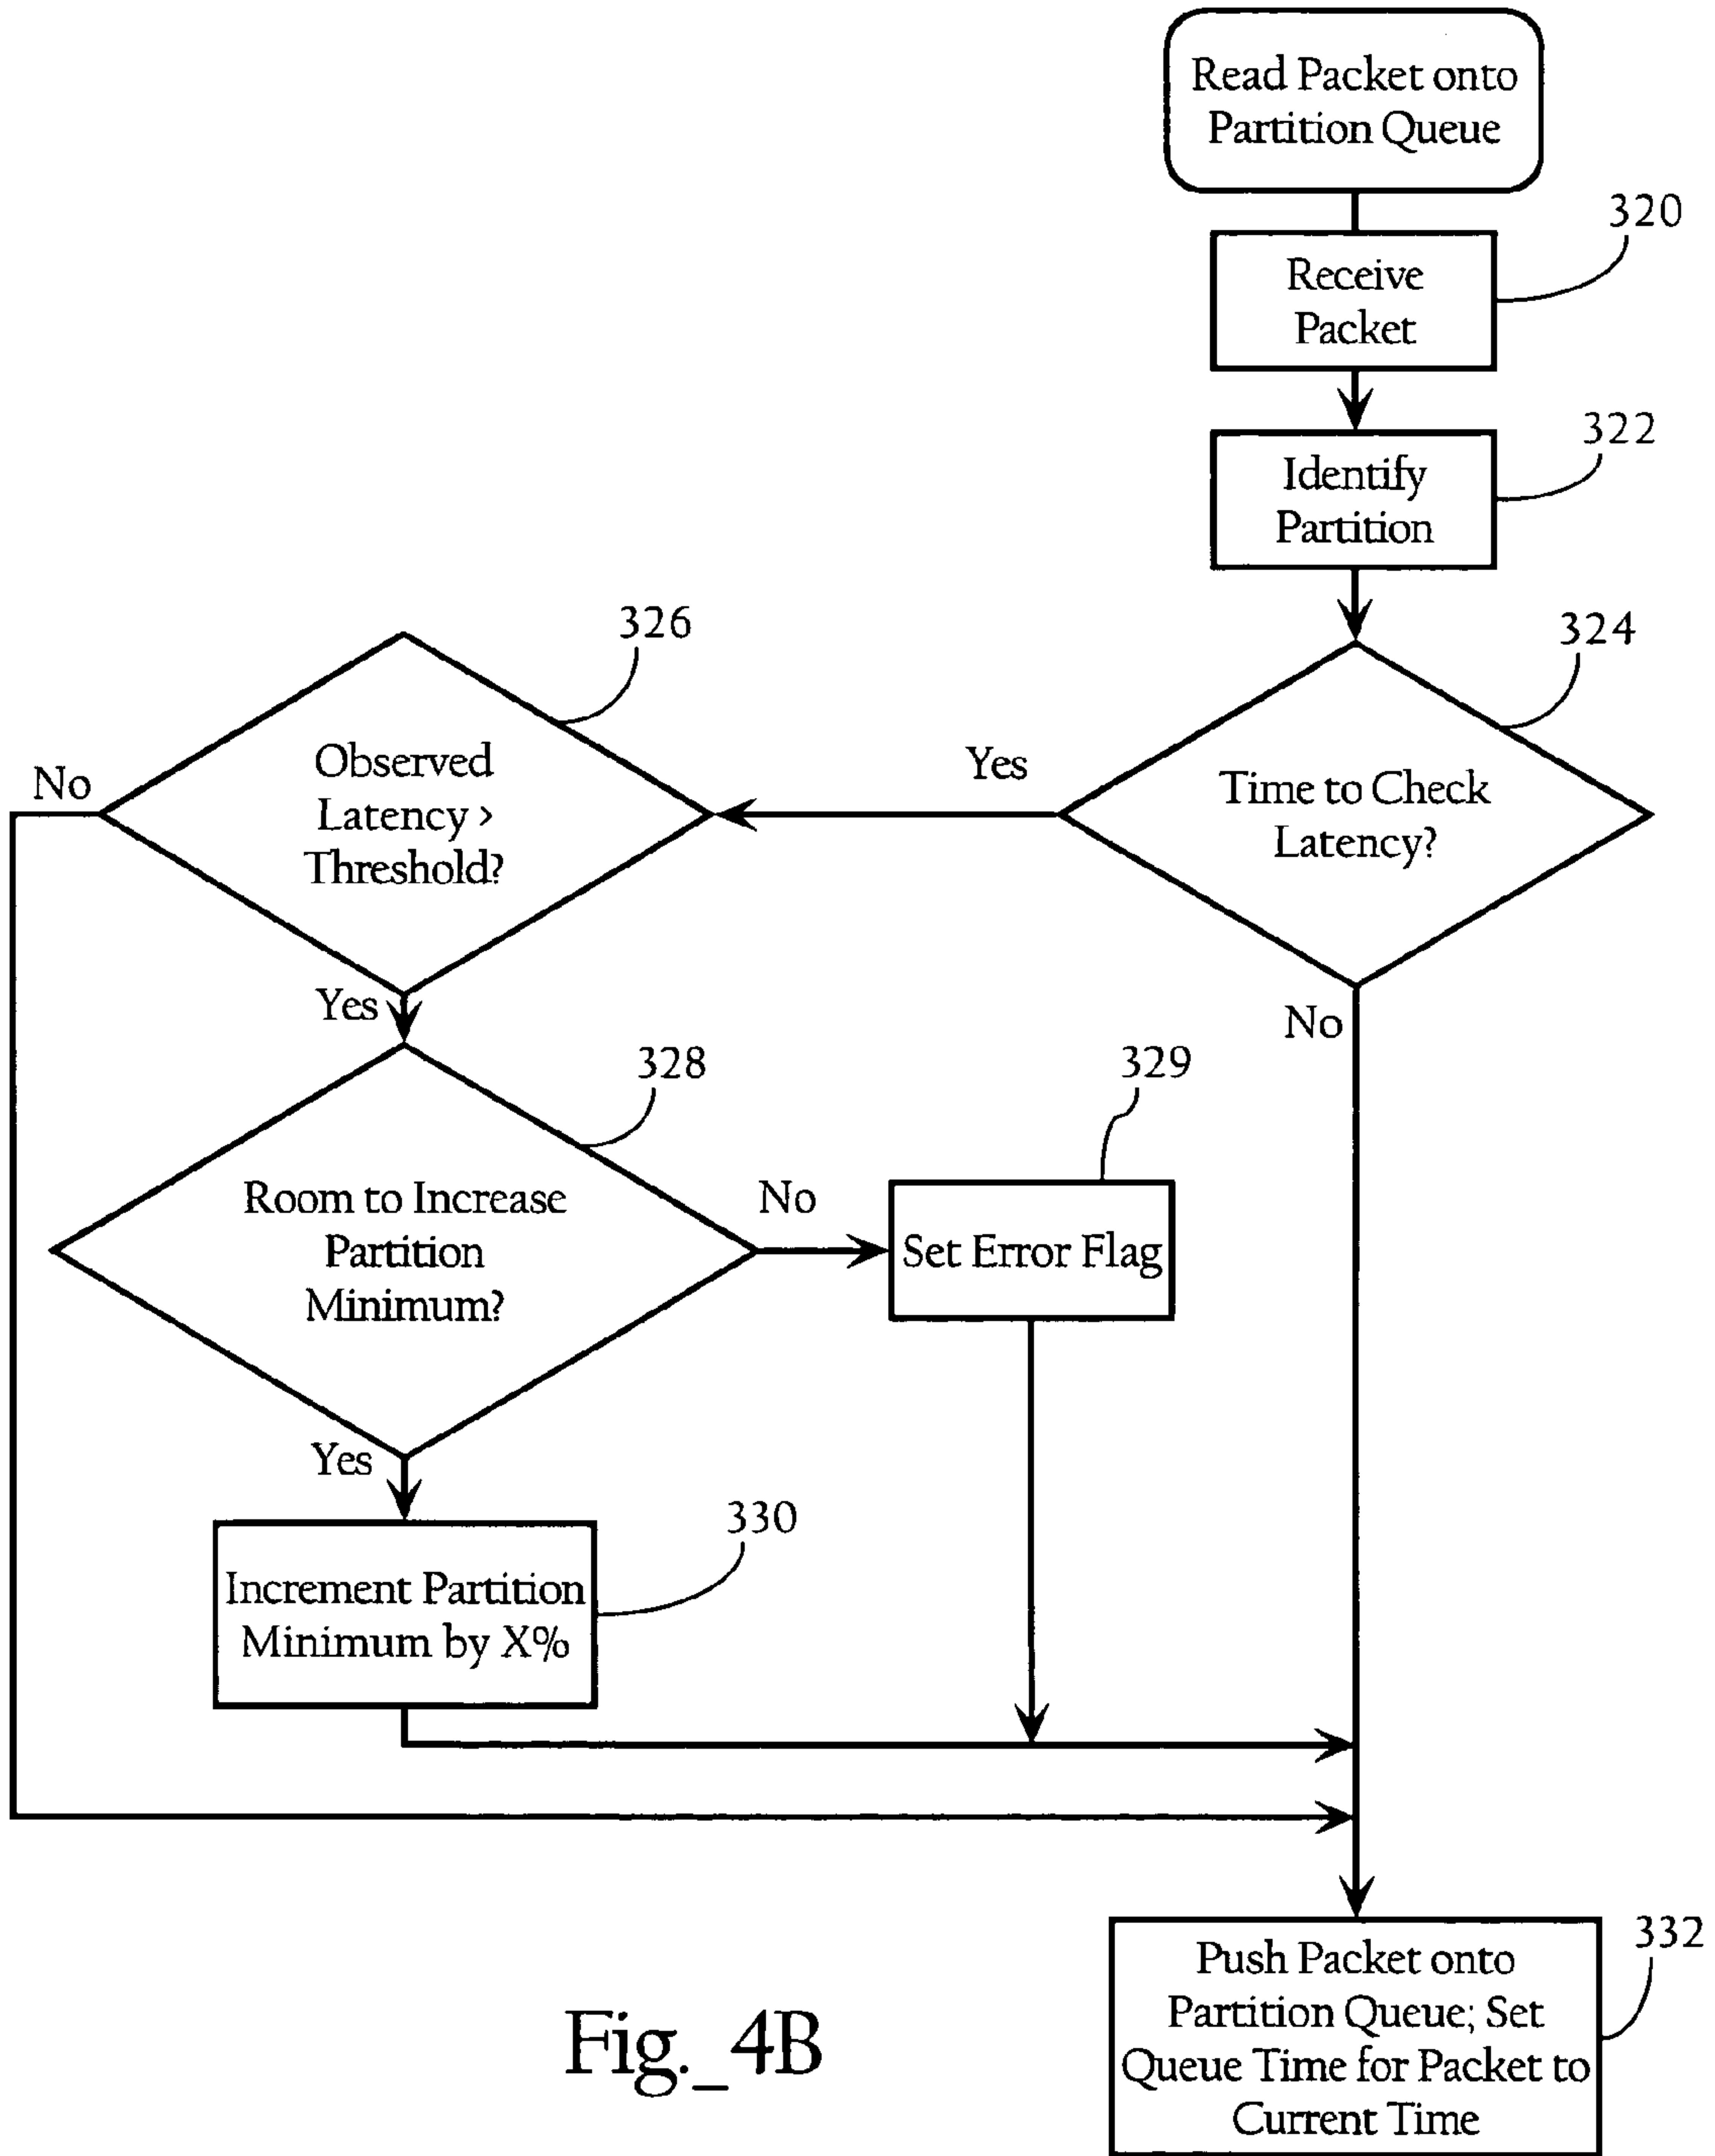 Read Packet onto
Partition Queue
320
Receive
Packet
322
Identify
Partition
324
Time to Check
Latency?
Yes
No
326
Observed
Latency >
Threshold?
No
Yes
328
Room to Increase
Partition
Minimum?
No
329
Set Error Flag
Yes
330
Increment Partition
Minimum by X%
332
Push Packet onto
Partition Queue; Set
Queue Time for Packet to
Current Time
Fig._4B